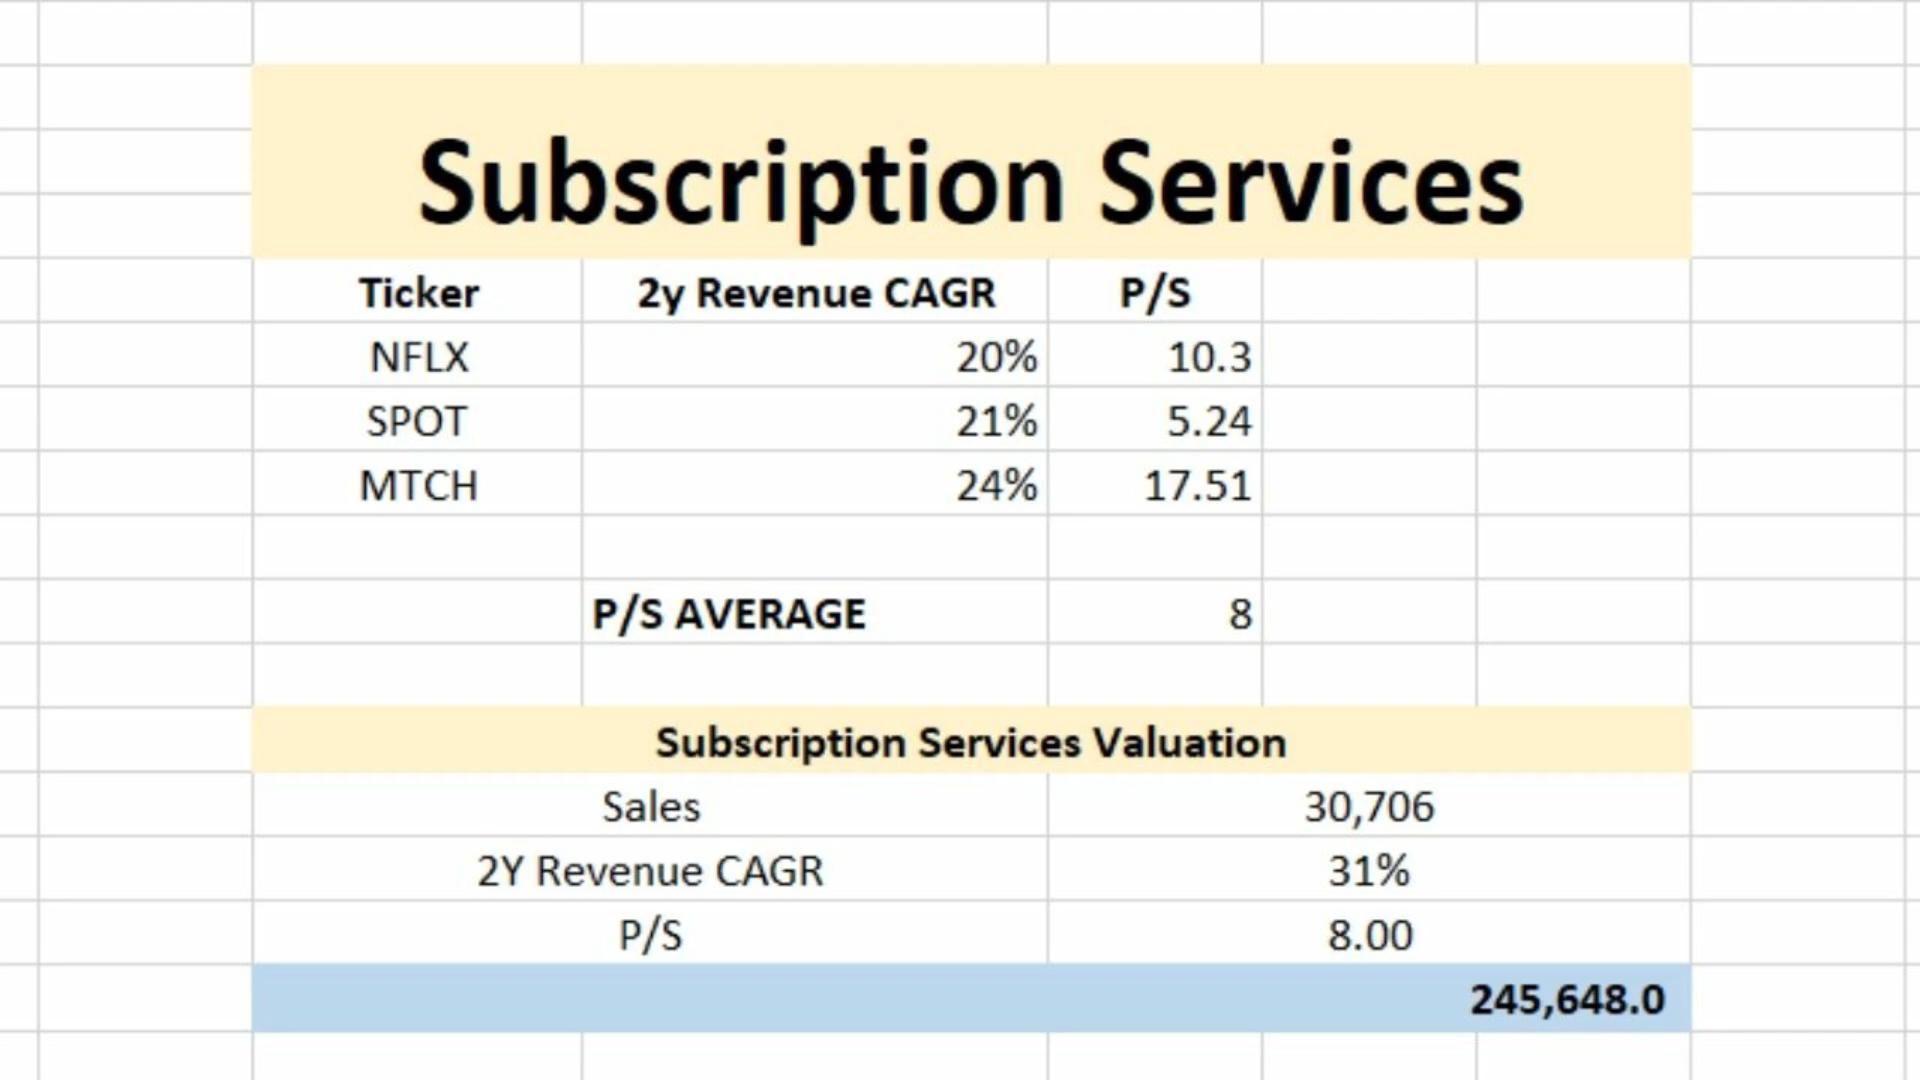 Subscription Services
Ticker 2y Revenue CAGR P/S
NFLX 20% 10.3
SPOT 21% 5.24
MTCH 24% 17.51
P/S AVERAGE 8
Subscription Services Valuation
Sales 30,706
2Y Revenue CAGR 31%
P/S 8.00
245,648.0